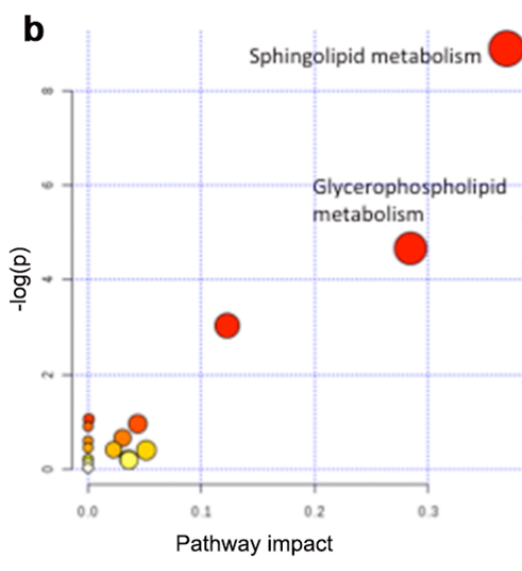 b
Sphingolipid metabolism
8
Glycerophospholipid
metabolism
6
4
2
0
-log(p)
0.0 0.1 0.2 0.3
Pathway impact